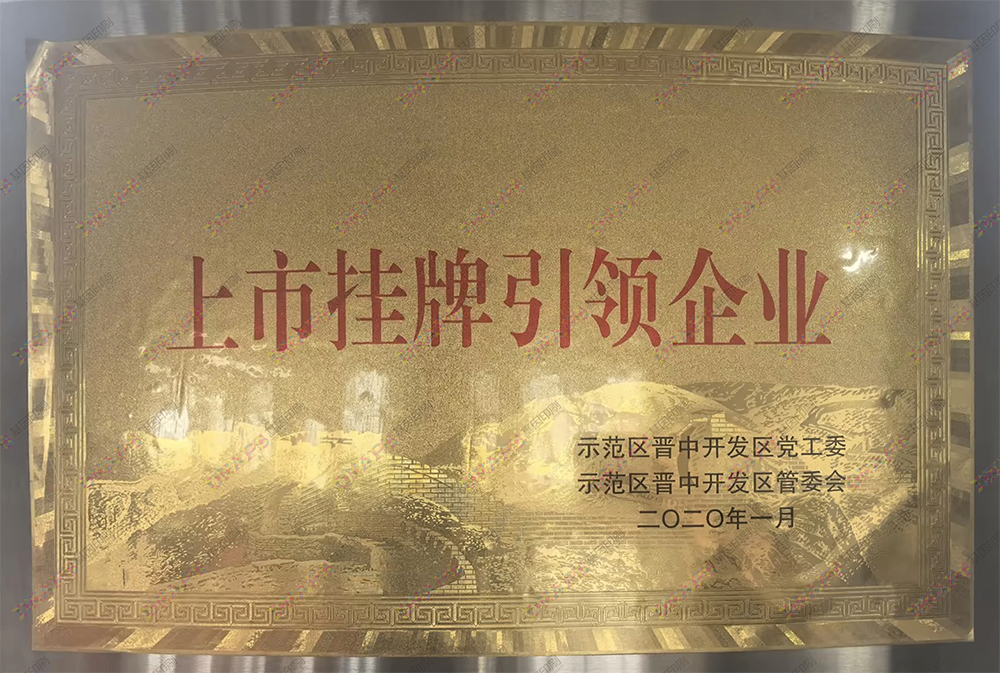 上市挂牌引领企业
示范区晋中开发区党工委
示范区晋中开发区管委会
二〇二〇年一月